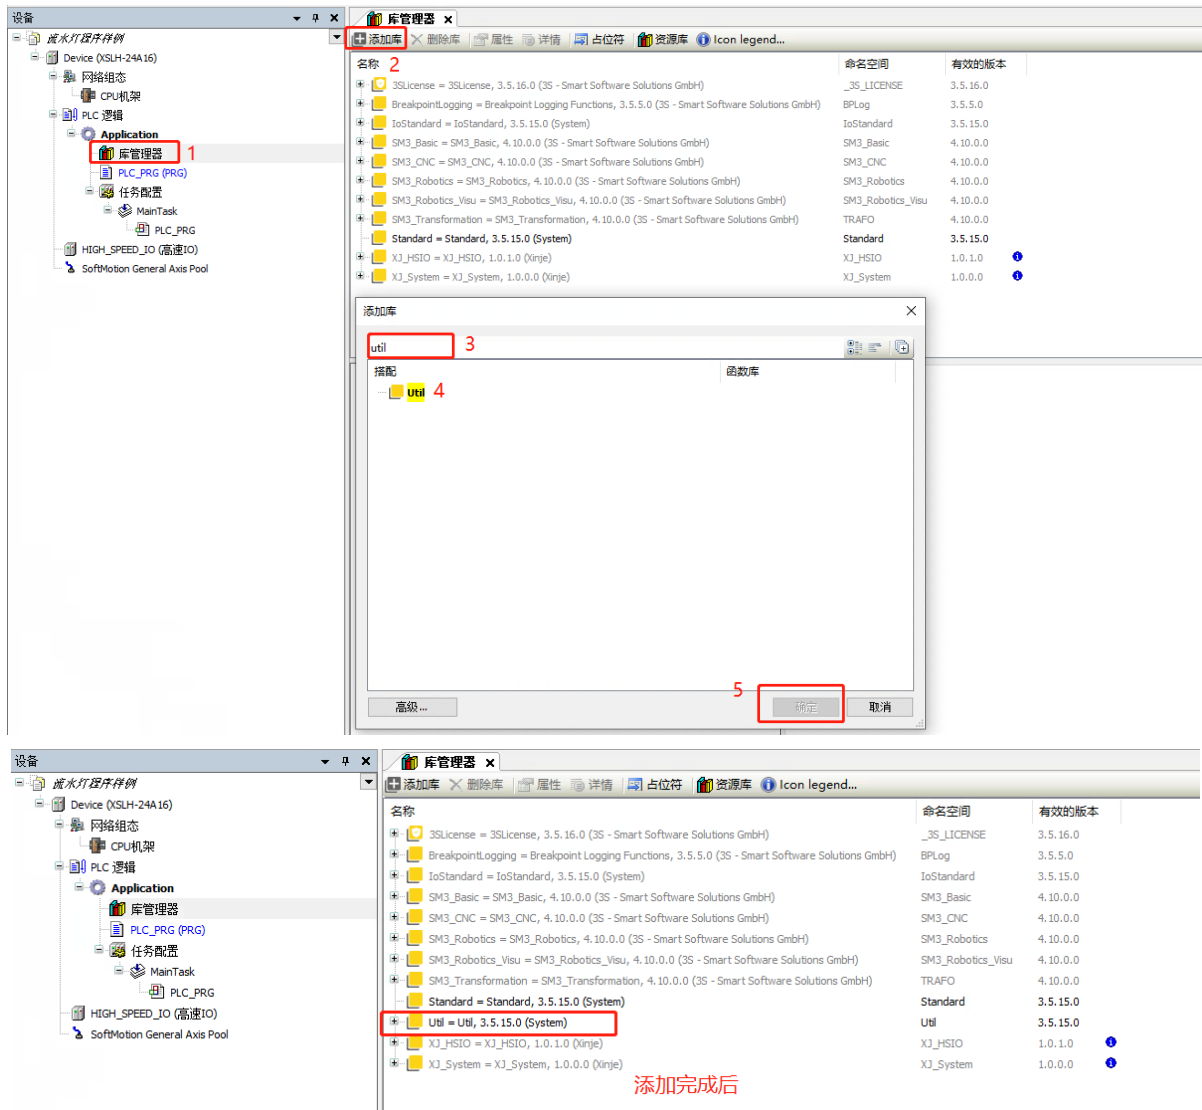 设备
库管理器
流水灯程序样例
添加库 删除库 属性 详情 占位符 资源库 Icon legend...
Device (XSLH-24A16)
网络组态
CPU机架
PLC 逻辑
Application
库管理器 1
PLC_PRG (PRG)
任务配置
MainTask
PLC_PRG
HIGH_SPEED_IO (高速IO)
SoftMotion General Axis Pool
名称 2 命名空间 有效的版本
3SLicense = 3SLicense, 3.5.16.0 (3S - Smart Software Solutions GmbH) _3S_LICENSE 3.5.16.0
BreakpointLogging = Breakpoint Logging Functions, 3.5.5.0 (3S - Smart Software Solutions GmbH) BPLog 3.5.5.0
IoStandard = IoStandard, 3.5.15.0 (System) IoStandard 3.5.15.0
SM3_Basic = SM3_Basic, 4.10.0.0 (3S - Smart Software Solutions GmbH) SM3_Basic 4.10.0.0
SM3_CNC = SM3_CNC, 4.10.0.0 (3S - Smart Software Solutions GmbH) SM3_CNC 4.10.0.0
SM3_Robotics = SM3_Robotics, 4.10.0.0 (3S - Smart Software Solutions GmbH) SM3_Robotics 4.10.0.0
SM3_Robotics_Visu = SM3_Robotics_Visu, 4.10.0.0 (3S - Smart Software Solutions GmbH) SM3_Robotics_Visu 4.10.0.0
SM3_Transformation = SM3_Transformation, 4.10.0.0 (3S - Smart Software Solutions GmbH) TRAFO 4.10.0.0
Standard = Standard, 3.5.15.0 (System) Standard 3.5.15.0
XJ_HSIO = XJ_HSIO, 1.0.1.0 (Xinje) XJ_HSIO 1.0.1.0
XJ_System = XJ_System, 1.0.0.0 (Xinje) XJ_System 1.0.0.0
添加库
util 3
搭配 函数库
Util 4
5
高级... 确定 取消
设备
库管理器
流水灯程序样例
添加库 删除库 属性 详情 占位符 资源库 Icon legend...
Device (XSLH-24A16)
网络组态
CPU机架
PLC 逻辑
Application
库管理器
PLC_PRG (PRG)
任务配置
MainTask
PLC_PRG
HIGH_SPEED_IO (高速IO)
SoftMotion General Axis Pool
名称 命名空间 有效的版本
3SLicense = 3SLicense, 3.5.16.0 (3S - Smart Software Solutions GmbH) _3S_LICENSE 3.5.16.0
BreakpointLogging = Breakpoint Logging Functions, 3.5.5.0 (3S - Smart Software Solutions GmbH) BPLog 3.5.5.0
IoStandard = IoStandard, 3.5.15.0 (System) IoStandard 3.5.15.0
SM3_Basic = SM3_Basic, 4.10.0.0 (3S - Smart Software Solutions GmbH) SM3_Basic 4.10.0.0
SM3_CNC = SM3_CNC, 4.10.0.0 (3S - Smart Software Solutions GmbH) SM3_CNC 4.10.0.0
SM3_Robotics = SM3_Robotics, 4.10.0.0 (3S - Smart Software Solutions GmbH) SM3_Robotics 4.10.0.0
SM3_Robotics_Visu = SM3_Robotics_Visu, 4.10.0.0 (3S - Smart Software Solutions GmbH) SM3_Robotics_Visu 4.10.0.0
SM3_Transformation = SM3_Transformation, 4.10.0.0 (3S - Smart Software Solutions GmbH) TRAFO 4.10.0.0
Standard = Standard, 3.5.15.0 (System) Standard 3.5.15.0
Util = Util, 3.5.15.0 (System) Util 3.5.15.0
XJ_HSIO = XJ_HSIO, 1.0.1.0 (Xinje) XJ_HSIO 1.0.1.0
XJ_System = XJ_System, 1.0.0.0 (Xinje) XJ_System 1.0.0.0
添加完成后